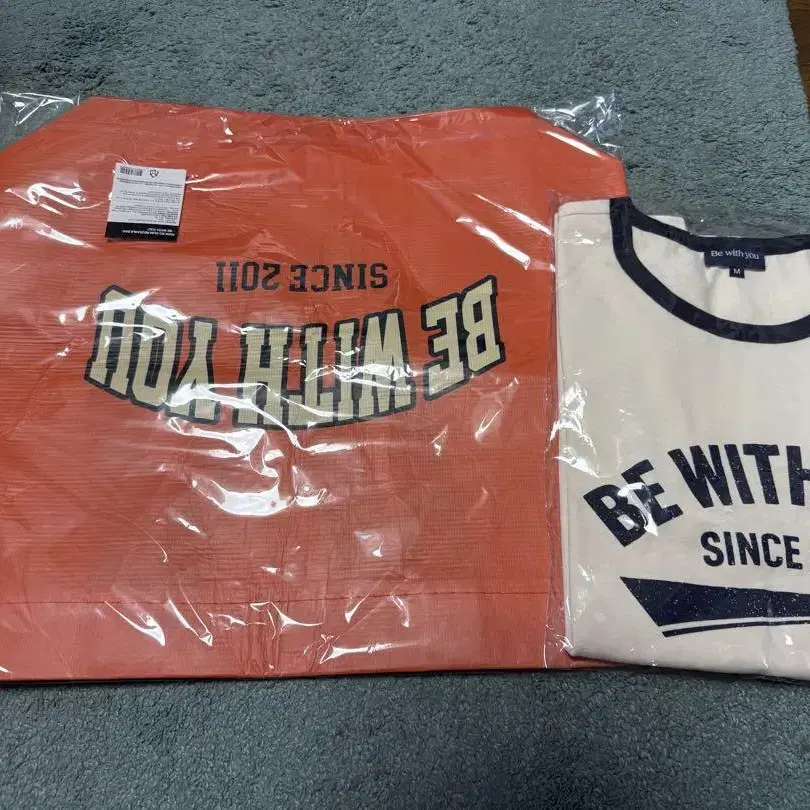 BE WITH YOU
SINCE 2011
Be with you
M
BE WITH
SINCE